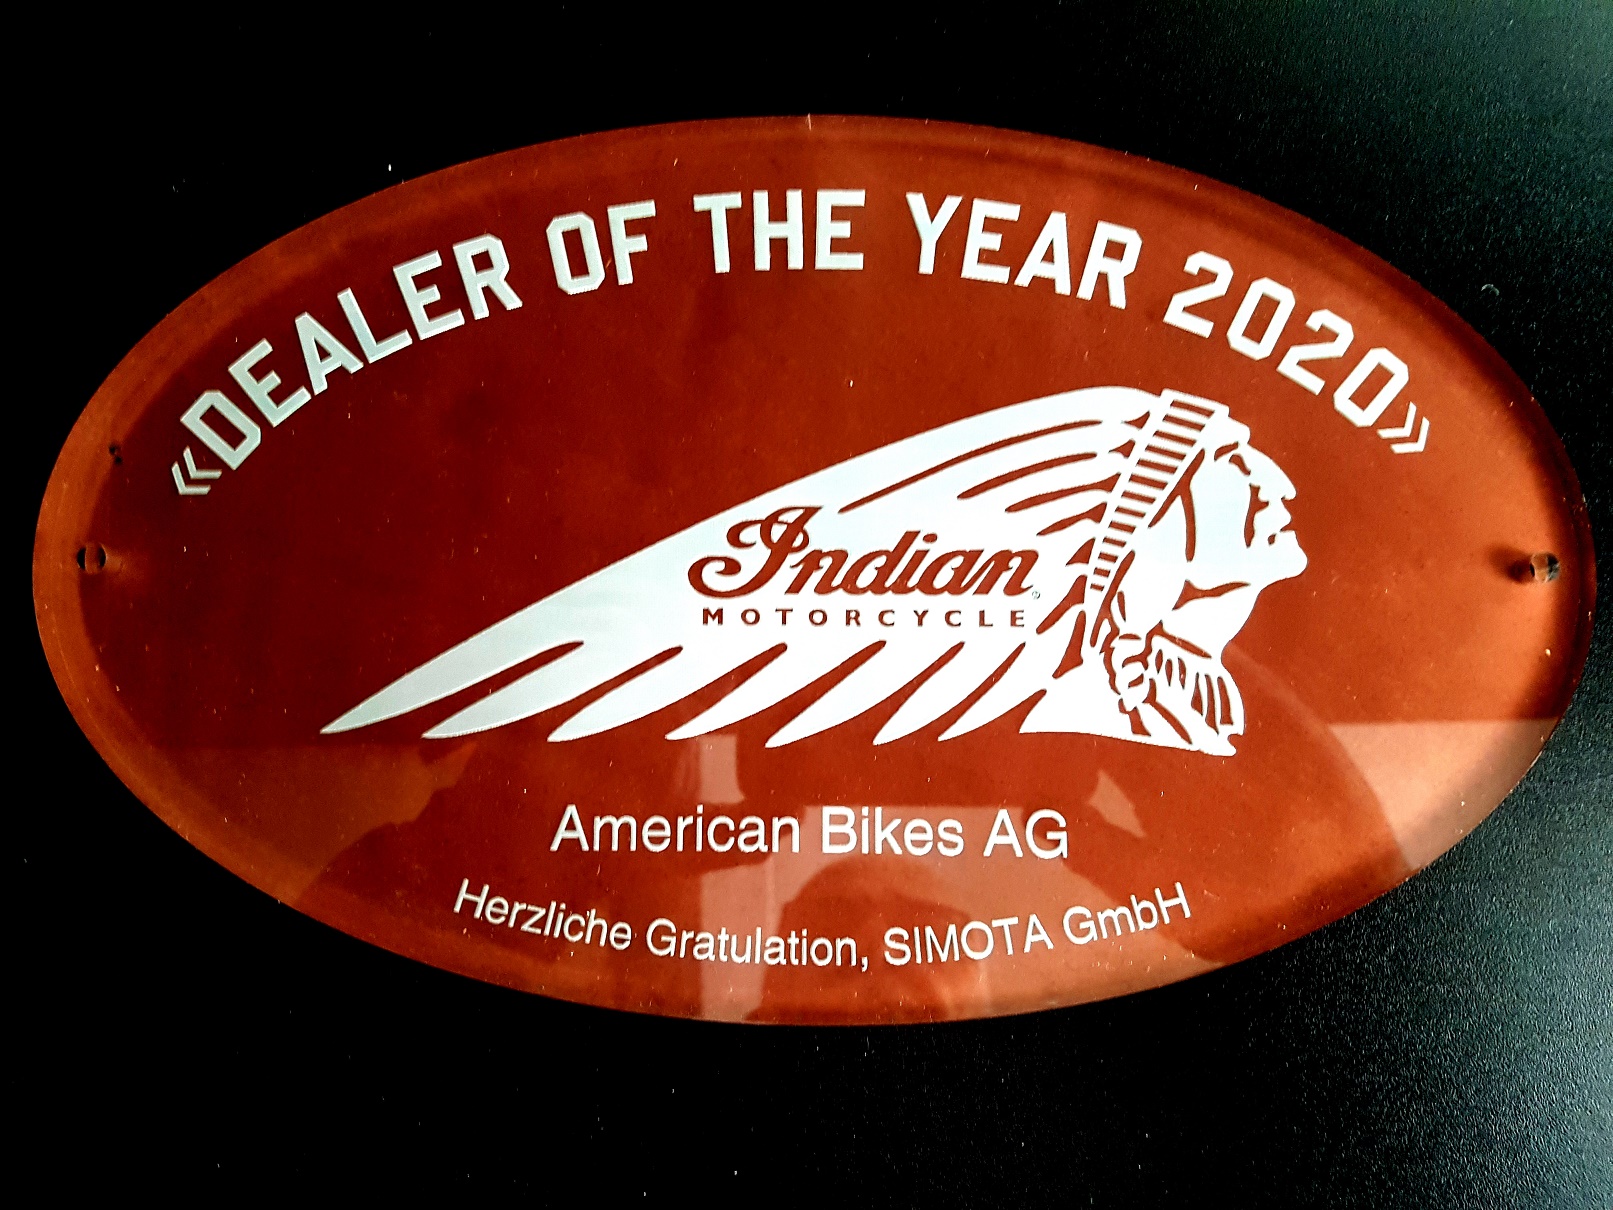 «DEALER OF THE YEAR 2020»
Indian®
MOTORCYCLE
American Bikes AG
Herzliche Gratulation, SIMOTA GmbH